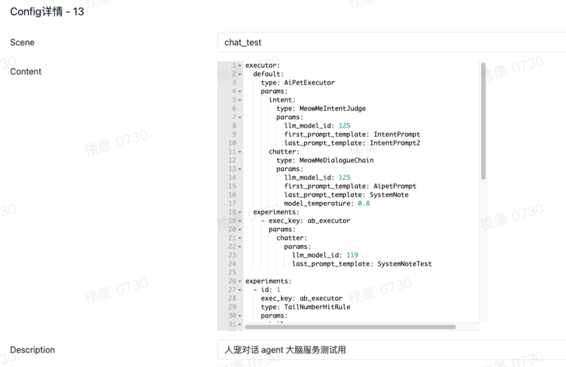 Config详情 - 13
Scene
chat_test
Content
1 executor:
2 default:
3 type: AiPetExecutor
4 params:
5 intent:
6 type: MeowMeIntentJudge
7 params:
8 llm_model_id: 125
9 first_prompt_template: IntentPrompt
10 last_prompt_template: IntentPrompt2
11 chatter:
12 type: MeowMeDialogueChain
13 params:
14 llm_model_id: 125
15 first_prompt_template: AipetPrompt
16 last_prompt_template: SystemNote
17 model_temperature: 0.8
18 experiments:
19 - exec_key: ab_executor
20 params:
21 chatter:
22 params:
23 llm_model_id: 119
24 last_prompt_template: SystemNoteTest
25
26 experiments:
27 - id: 1
28 exec_key: ab_executor
29 type: TailNumberHitRule
30 params:
31
Description
人宠对话 agent 大脑服务测试用
楼康 0730